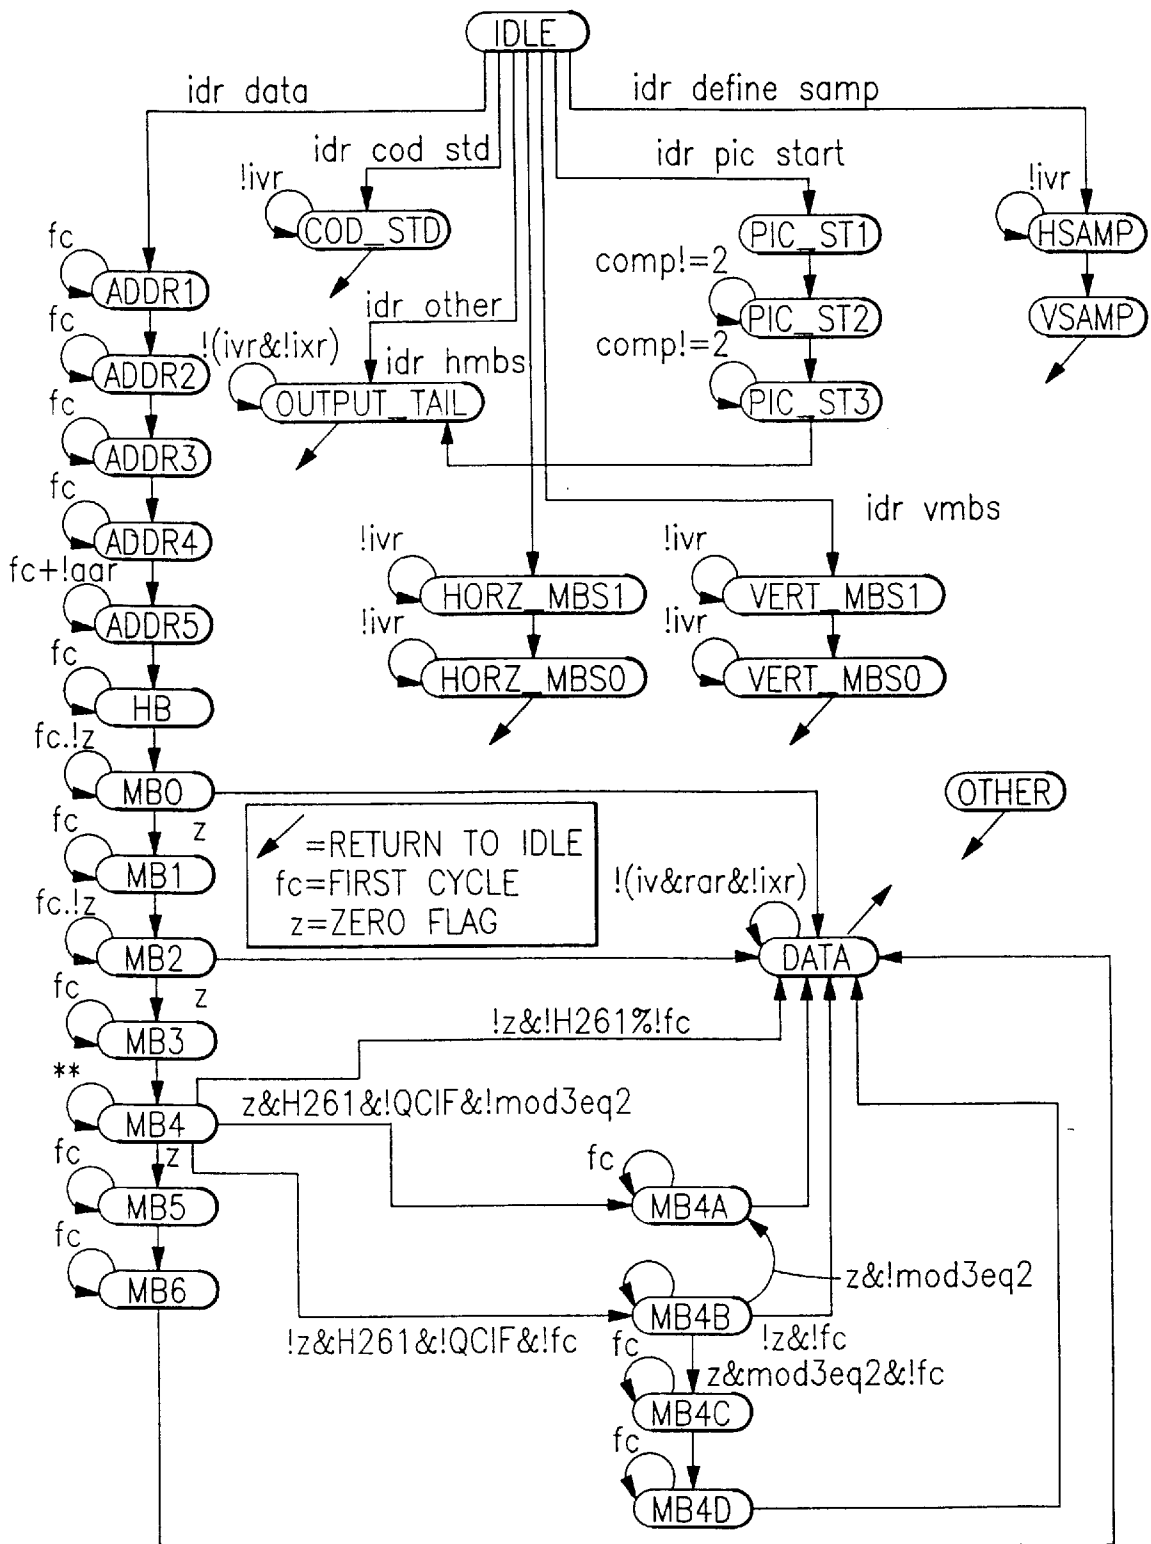 IDLE
idr data
idr define samp
idr cod std
idr pic start
!ivr
COD_STD
PIC_ST1
!ivr
HSAMP
fc
ADDR1
comp!=2
PIC_ST2
VSAMP
idr other
fc
ADDR2
!(ivr&!ixr)
idr hmbs
OUTPUT_TAIL
comp!=2
PIC_ST3
fc
ADDR3
fc
ADDR4
idr vmbs
fc+!aar
ADDR5
!ivr
HORZ_MBS1
!ivr
VERT_MBS1
!ivr
HORZ_MBS0
!ivr
VERT_MBS0
fc
HB
fc.!z
MB0
OTHER
z
fc
MB1
=RETURN TO IDLE
fc=FIRST CYCLE
z=ZERO FLAG
fc.!z
MB2
!(iv&rar&!ixr)
DATA
z
fc
MB3
!z&!H261%!fc
**
MB4
z&H261&!QCIF&!mod3eq2
z
fc
MB5
fc
MB4A
fc
MB6
z&!mod3eq2
MB4B
!z&H261&!QCIF&!fc
!z&!fc
z&mod3eq2&!fc
fc
MB4C
fc
MB4D